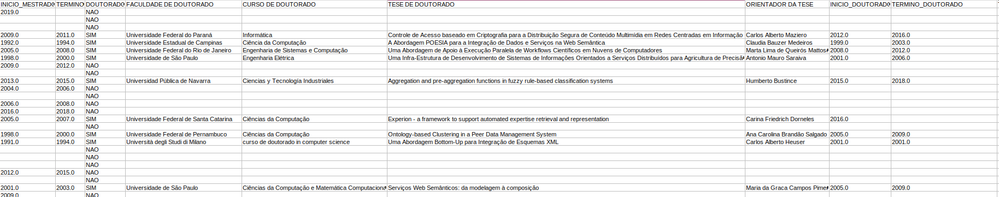 INICIO_MESTRADO TERMINO DOUTORADO FACULDADE DE DOUTORADO CURSO DE DOUTORADO TESE DE DOUTORADO ORIENTADOR DA TESE INICIO_DOUTORADO TERMINO_DOUTORADO
2019.0 NAO
NAO
NAO
2009.0 2011.0 SIM Universidade Federal do Paraná Informática Controle de Acesso baseado em Criptografia para a Distribuição Segura de Conteúdo Multimídia em Redes Centradas em Informação Carlos Alberto Maziero 2012.0 2016.0
1992.0 1994.0 SIM Universidade Estadual de Campinas Ciência da Computação A Abordagem POESIA para a Integração de Dados e Serviços na Web Semântica Claudia Bauzer Medeiros 1999.0 2003.0
2005.0 2008.0 SIM Universidade Federal do Rio de Janeiro Engenharia de Sistemas e Computação Uma Abordagem de Apoio à Execução Paralela de Workflows Científicos em Nuvens de Computadores Marta Lima de Queirós Mattoso 2008.0 2012.0
1998.0 2000.0 SIM Universidade de São Paulo Engenharia Elétrica Uma Infra-Estrutura de Desenvolvimento de Sistemas de Informações Orientados a Serviços Distribuídos para Agricultura de Precisã Antonio Mauro Saraiva 2001.0 2006.0
2009.0 2012.0 NAO
NAO
2013.0 2015.0 SIM Universidad Pública de Navarra Ciencias y Tecnología Industriales Aggregation and pre-aggregation functions in fuzzy rule-based classification systems Humberto Bustince 2015.0 2018.0
2004.0 2006.0 NAO
NAO
2006.0 2008.0 NAO
2016.0 2018.0 NAO
2005.0 2007.0 SIM Universidade Federal de Santa Catarina Ciências da Computação Experion - a framework to support automated expertise retrieval and representation Carina Friedrich Dorneles 2016.0
NAO
1998.0 2000.0 SIM Universidade Federal de Pernambuco Ciências da Computação Ontology-based Clustering in a Peer Data Management System Ana Carolina Brandão Salgado 2005.0 2009.0
1991.0 1994.0 SIM Università degli Studi di Milano curso de doutorado in computer science Uma Abordagem Bottom-Up para Integração de Esquemas XML Carlos Alberto Heuser 2001.0 2001.0
NAO
NAO
NAO
2012.0 2015.0 NAO
NAO
2001.0 2003.0 SIM Universidade de São Paulo Ciências da Computação e Matemática Computaciona Serviços Web Semânticos: da modelagem à composição Maria da Graca Campos Pimen 2005.0 2009.0
2009.0 NAO